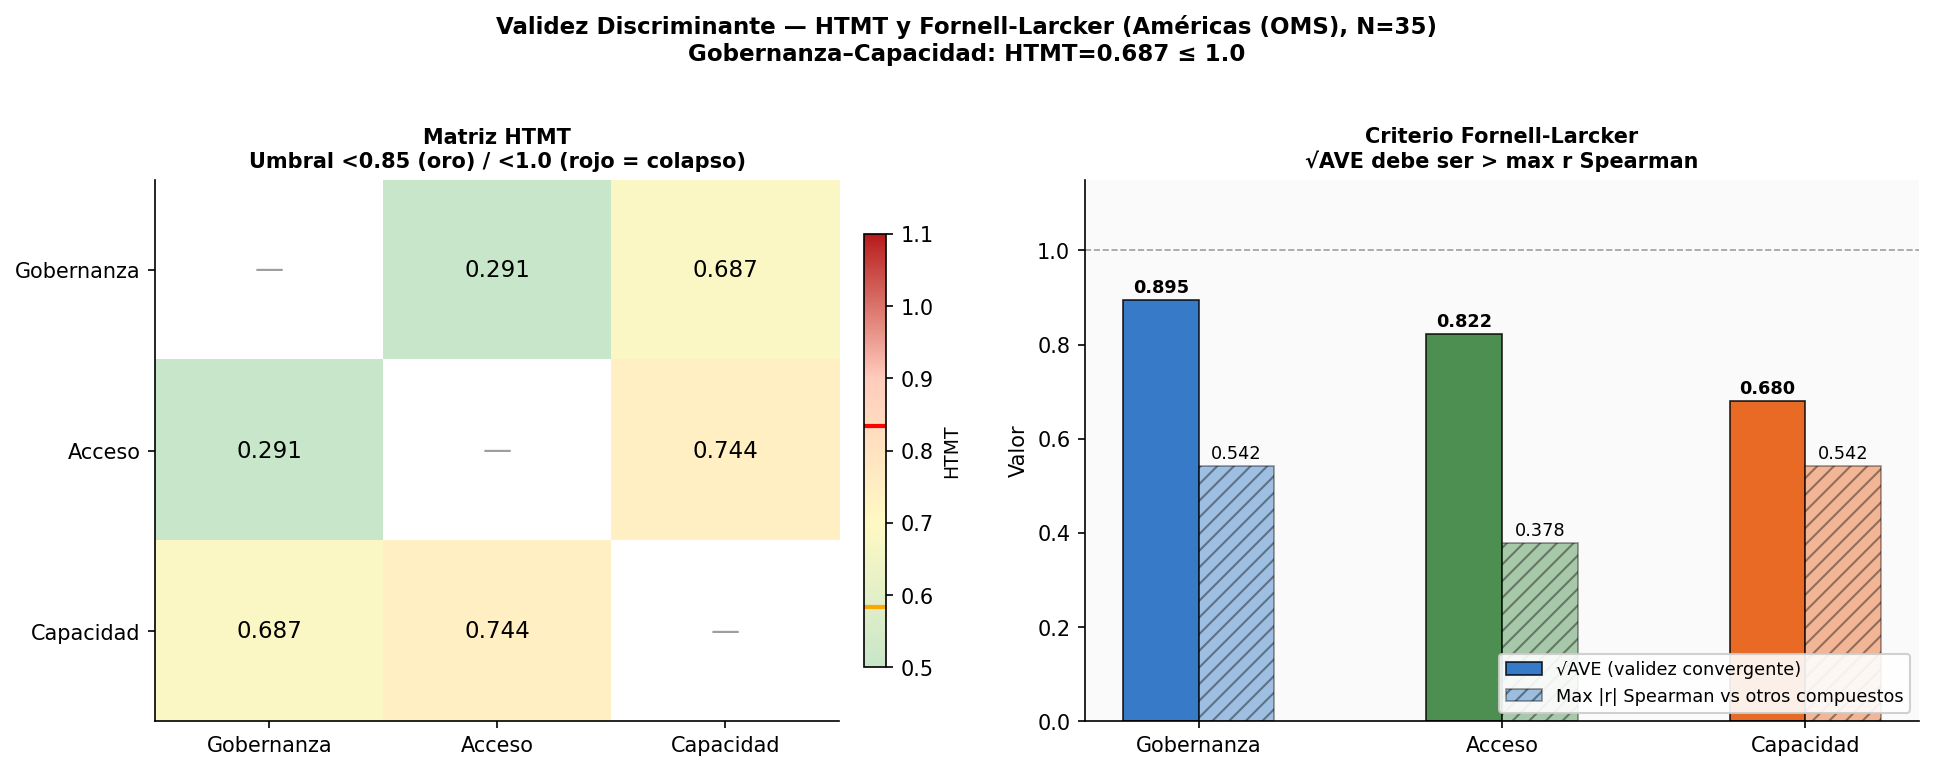 Validez Discriminante — HTMT y Fornell-Larcker (Américas (OMS), N=35)
Gobernanza–Capacidad: HTMT=0.687 ≤ 1.0
Matriz HTMT
Umbral <0.85 (oro) / <1.0 (rojo = colapso)
Gobernanza
—
0.291
0.687
Acceso
0.291
—
0.744
Capacidad
0.687
0.744
—
Gobernanza
Acceso
Capacidad
1.1
1.0
0.9
0.8
0.7
0.6
0.5
HTMT
Criterio Fornell-Larcker
√AVE debe ser > max r Spearman
Valor
1.0
0.8
0.6
0.4
0.2
0.0
0.895
0.542
0.822
0.378
0.680
0.542
√AVE (validez convergente)
Max |r| Spearman vs otros compuestos
Gobernanza
Acceso
Capacidad